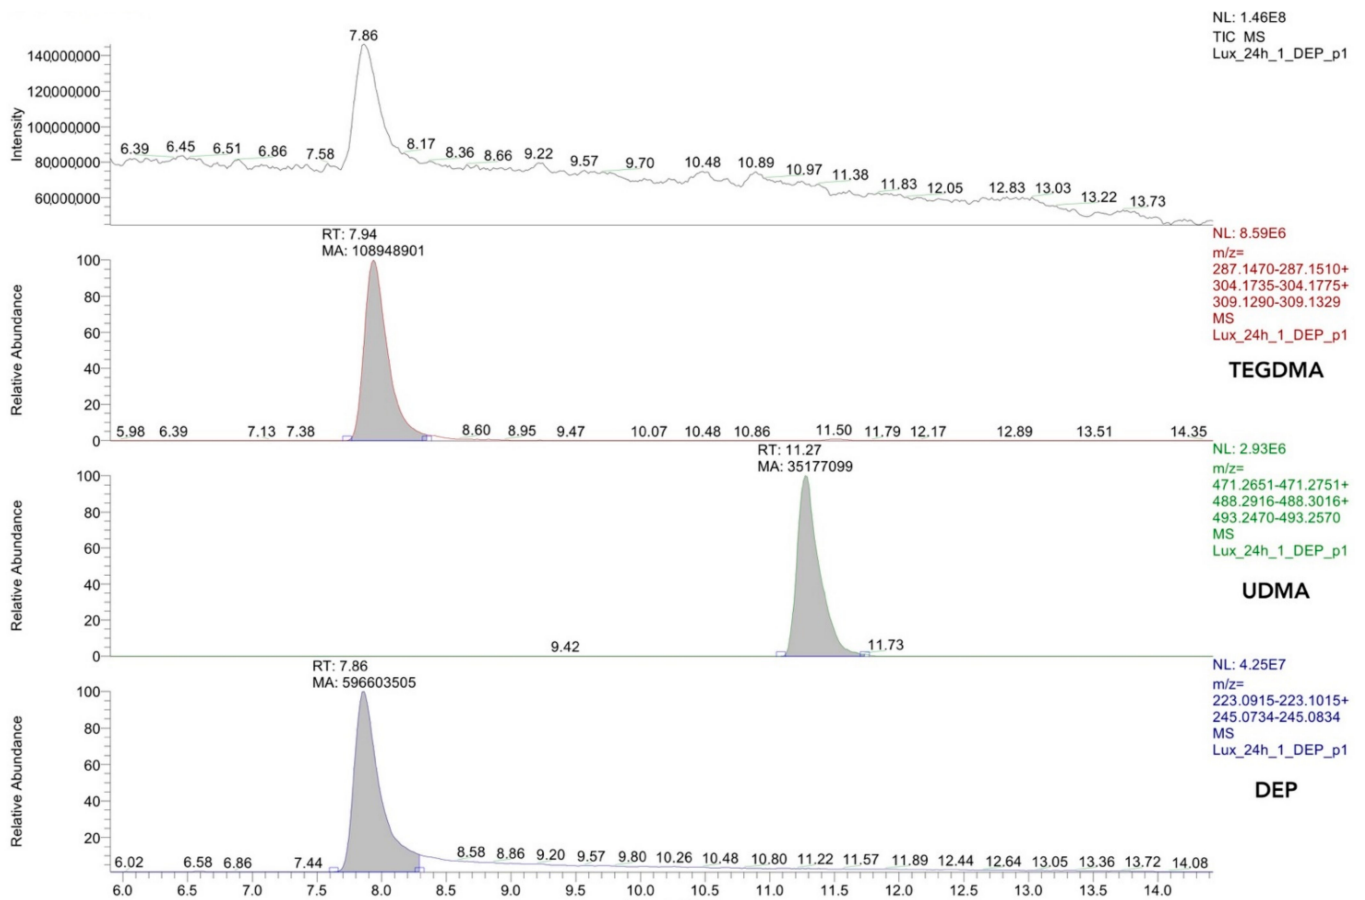 NL: 1.46E8
TIC MS
Lux_24h_1_DEP_p1
Intensity
140000000
120000000
100000000
80000000
60000000
7.86
6.39 6.45 6.51 6.86 7.58 8.17 8.36 8.66 9.22 9.57 9.70 10.48 10.89 10.97 11.38 11.83 12.05 12.83 13.03 13.22 13.73
RT: 7.94
MA: 108948901
Relative Abundance
100
80
60
40
20
0
5.98 6.39 7.13 7.38 8.60 8.95 9.47 10.07 10.48 10.86 11.50 11.79 12.17 12.89 13.51 14.35
NL: 8.59E6
m/z=
287.1470-287.1510+
304.1735-304.1775+
309.1290-309.1329
MS
Lux_24h_1_DEP_p1
TEGDMA
RT: 11.27
MA: 35177099
Relative Abundance
100
80
60
40
20
0
9.42 11.73
NL: 2.93E6
m/z=
471.2651-471.2751+
488.2916-488.3016+
493.2470-493.2570
MS
Lux_24h_1_DEP_p1
UDMA
RT: 7.86
MA: 596603505
Relative Abundance
100
80
60
40
20
6.02 6.58 6.86 7.44 8.58 8.86 9.20 9.57 9.80 10.26 10.48 10.80 11.22 11.57 11.89 12.44 12.64 13.05 13.36 13.72 14.08
NL: 4.25E7
m/z=
223.0915-223.1015+
245.0734-245.0834
MS
Lux_24h_1_DEP_p1
DEP
6.0 6.5 7.0 7.5 8.0 8.5 9.0 9.5 10.0 10.5 11.0 11.5 12.0 12.5 13.0 13.5 14.0